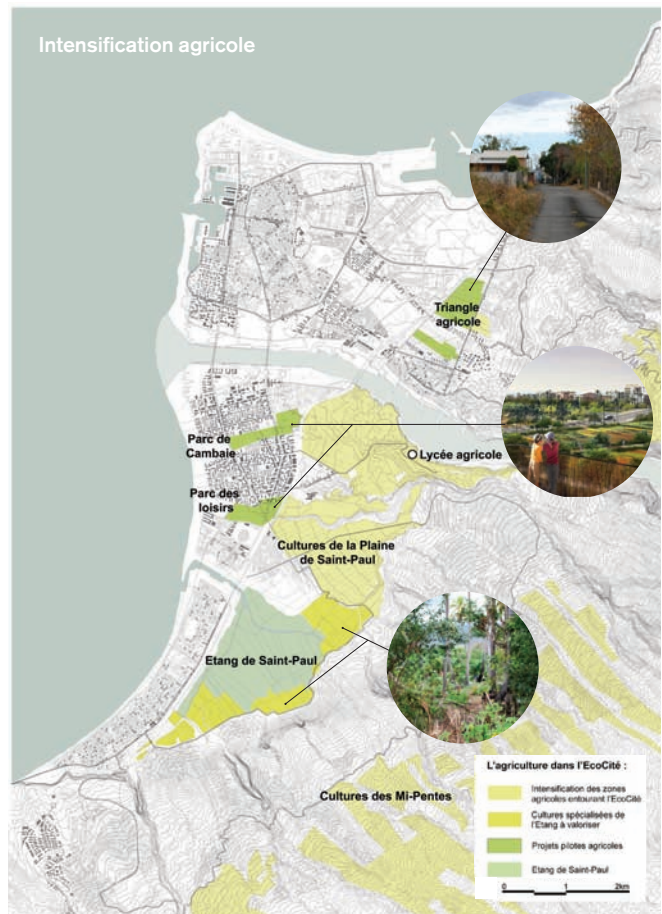 Intensification agricole
Triangle
agricole
Parc de
Cambaie
Lycée agricole
Parc des
loisirs
Cultures de la Plaine
de Saint-Paul
Etang de Saint-Paul
Cultures des Mi-Pentes
L'agriculture dans l'EcoCité :
Intensification des zones
agricoles entourant l'EcoCité
Cultures spécialisées de
l'Etang à valoriser
Projets pilotes agricoles
Etang de Saint-Paul
0 1 2km